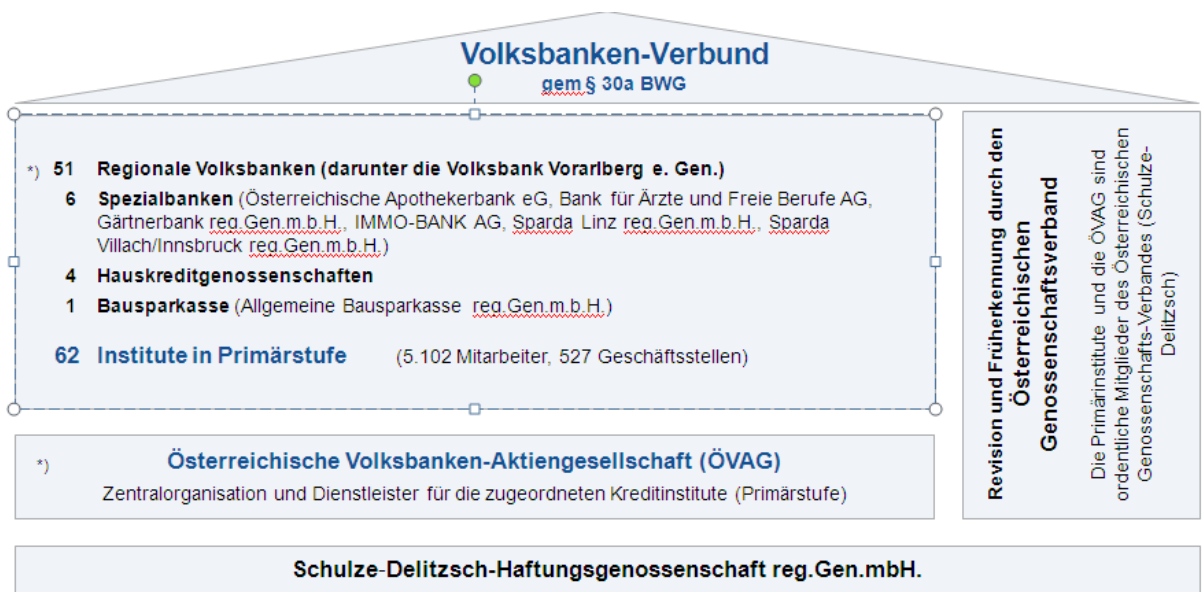 Volksbanken-Verbund
gem § 30a BWG
*) 51 Regionale Volksbanken (darunter die Volksbank Vorarlberg e. Gen.)
6 Spezialbanken (Österreichische Apothekerbank eG, Bank für Ärzte und Freie Berufe AG,
Gärtnerbank reg.Gen.m.b.H., IMMO-BANK AG, Sparda Linz reg.Gen.m.b.H., Sparda
Villach/Innsbruck reg.Gen.m.b.H.)
4 Hauskreditgenossenschaften
1 Bausparkasse (Allgemeine Bausparkasse reg.Gen.m.b.H.)
62 Institute in Primärstufe (5.102 Mitarbeiter, 527 Geschäftsstellen)
*) Österreichische Volksbanken-Aktiengesellschaft (ÖVAG)
Zentralorganisation und Dienstleister für die zugeordneten Kreditinstitute (Primärstufe)
Revision und Früherkennung durch den
Österreichischen
Genossenschaftsverband
Die Primärinstitute und die ÖVAG sind
ordentliche Mitglieder des Österreichischen
Genossenschafts-Verbandes (Schulze-
Delitzsch)
Schulze-Delitzsch-Haftungsgenossenschaft reg.Gen.mbH.